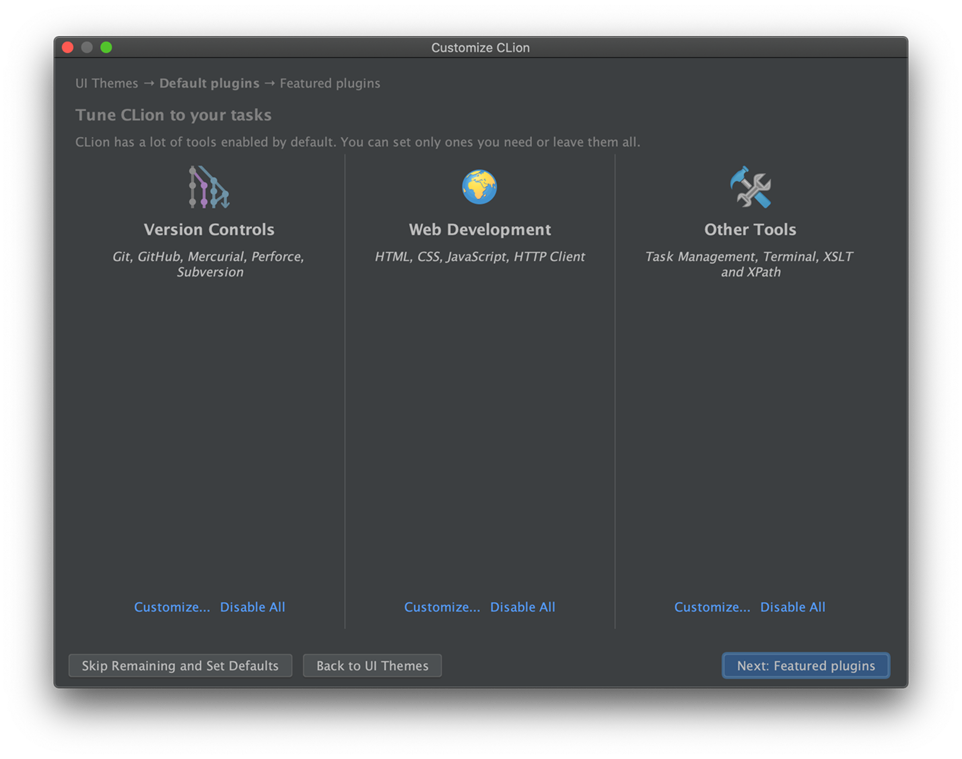 Customize CLion
UI Themes → Default plugins → Featured plugins
Tune CLion to your tasks
CLion has a lot of tools enabled by default. You can set only ones you need or leave them all.
Version Controls
Git, GitHub, Mercurial, Perforce,
Subversion
Customize... Disable All
Web Development
HTML, CSS, JavaScript, HTTP Client
Customize... Disable All
Other Tools
Task Management, Terminal, XSLT
and XPath
Customize... Disable All
Skip Remaining and Set Defaults
Back to UI Themes
Next: Featured plugins